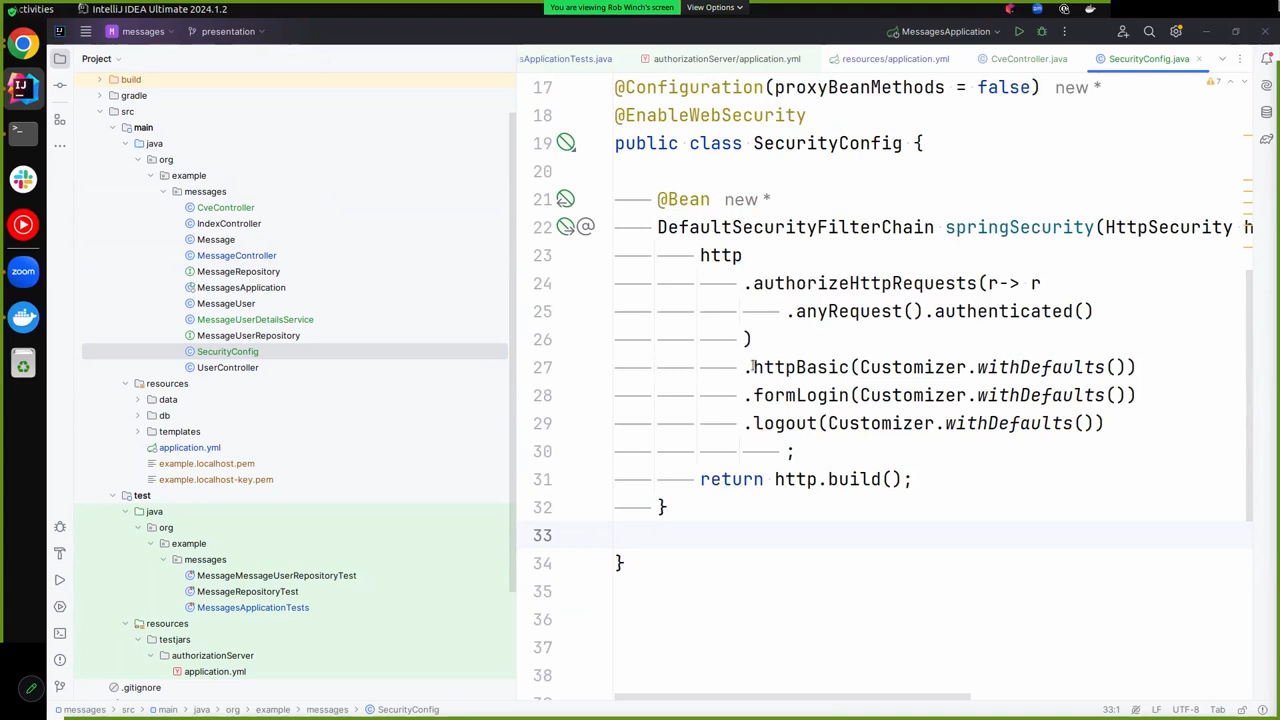 Activities
IntelliJ IDEA Ultimate 2024.1.2
You are viewing Rob Winch's screen
View Options
M
messages
presentation
MessagesApplication
Project
sApplicationTests.java
authorizationServer/application.yml
resources/application.yml
CveController.java
SecurityConfig.java
build
gradle
src
main
java
org
example
messages
CveController
IndexController
Message
MessageController
MessageRepository
MessagesApplication
MessageUser
MessageUserDetailsService
MessageUserRepository
SecurityConfig
UserController
resources
data
db
templates
application.yml
example.localhost.pem
example.localhost-key.pem
test
java
org
example
messages
MessageMessageUserRepositoryTest
MessageRepositoryTest
MessagesApplicationTests
resources
testjars
authorizationServer
application.yml
.gitignore
17 @Configuration(proxyBeanMethods = false) new *
18 @EnableWebSecurity
19 public class SecurityConfig {
20
21 @Bean new *
22 DefaultSecurityFilterChain springSecurity(HttpSecurity h
23 http
24 .authorizeHttpRequests(r-> r
25 .anyRequest().authenticated()
26 )
27 .httpBasic(Customizer.withDefaults())
28 .formLogin(Customizer.withDefaults())
29 .logout(Customizer.withDefaults())
30 ;
31 return http.build();
32 }
33
34 }
35
36
37
38
7
zoom
messages > src > main > java > org > example > messages > SecurityConfig
33:1 LF UTF-8 Tab